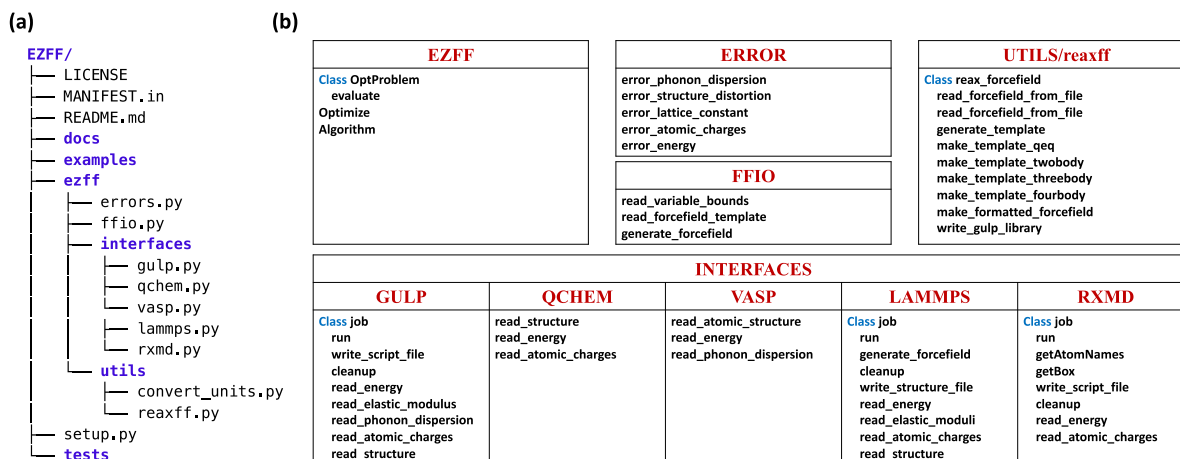 (a)
EZFF/
├── LICENSE
├── MANIFEST.in
├── README.md
├── docs
├── examples
├── ezff
│   ├── errors.py
│   ├── ffio.py
│   ├── interfaces
│   │   ├── gulp.py
│   │   ├── qchem.py
│   │   ├── vasp.py
│   │   ├── lammps.py
│   │   └── rxmd.py
│   └── utils
│       ├── convert_units.py
│       └── reaxff.py
├── setup.py
└── tests
(b)
EZFF
Class OptProblem
evaluate
Optimize
Algorithm
ERROR
error_phonon_dispersion
error_structure_distortion
error_lattice_constant
error_atomic_charges
error_energy
FFIO
read_variable_bounds
read_forcefield_template
generate_forcefield
UTILS/reaxff
Class reax_forcefield
read_forcefield_from_file
read_forcefield_from_file
generate_template
make_template_qeq
make_template_twobody
make_template_threebody
make_template_fourbody
make_formatted_forcefield
write_gulp_library
INTERFACES
GULP
Class job
run
write_script_file
cleanup
read_energy
read_elastic_modulus
read_phonon_dispersion
read_atomic_charges
read_structure
QCHEM
read_structure
read_energy
read_atomic_charges
VASP
read_atomic_structure
read_energy
read_phonon_dispersion
LAMMPS
Class job
run
generate_forcefield
cleanup
write_structure_file
read_energy
read_elastic_moduli
read_atomic_charges
read_structure
RXMD
Class job
run
getAtomNames
getBox
write_script_file
cleanup
read_energy
read_atomic_charges